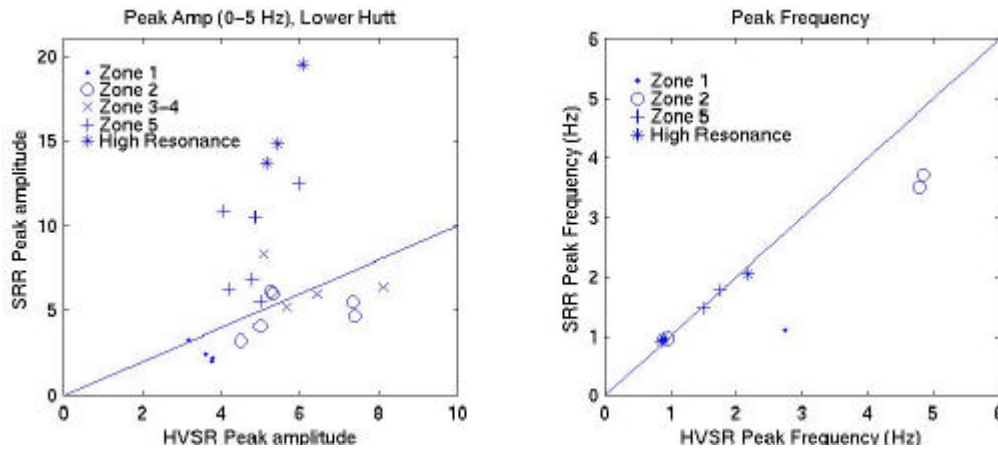 Peak Amp (0-5 Hz), Lower Hutt
SRR Peak amplitude
20
15
10
5
0
Zone 1
Zone 2
Zone 3-4
Zone 5
High Resonance
0 2 4 6 8 10
HVSR Peak amplitude
Peak Frequency
SRR Peak Frequency (Hz)
6
5
4
3
2
1
0
Zone 1
Zone 2
Zone 5
High Resonance
0 1 2 3 4 5 6
HVSR Peak Frequency (Hz)